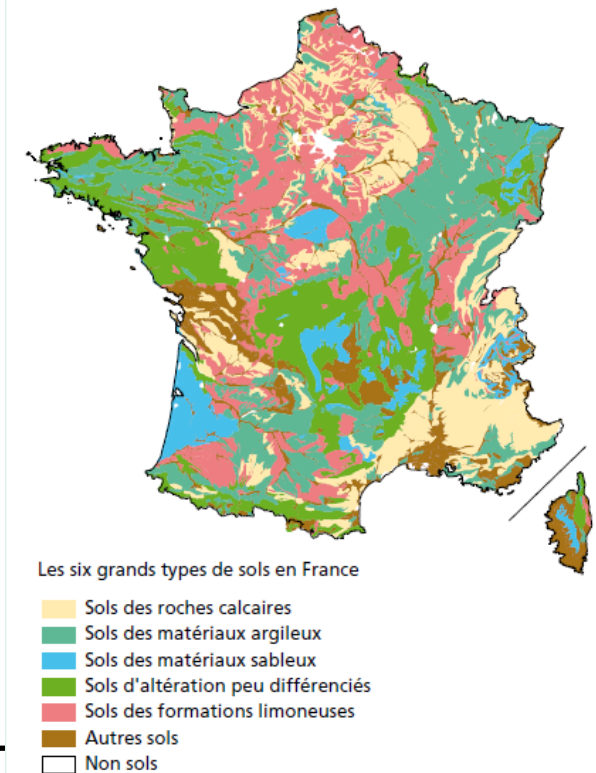 Les six grands types de sols en France
Sols des roches calcaires
Sols des matériaux argileux
Sols des matériaux sableux
Sols d'altération peu différenciés
Sols des formations limoneuses
Autres sols
Non sols